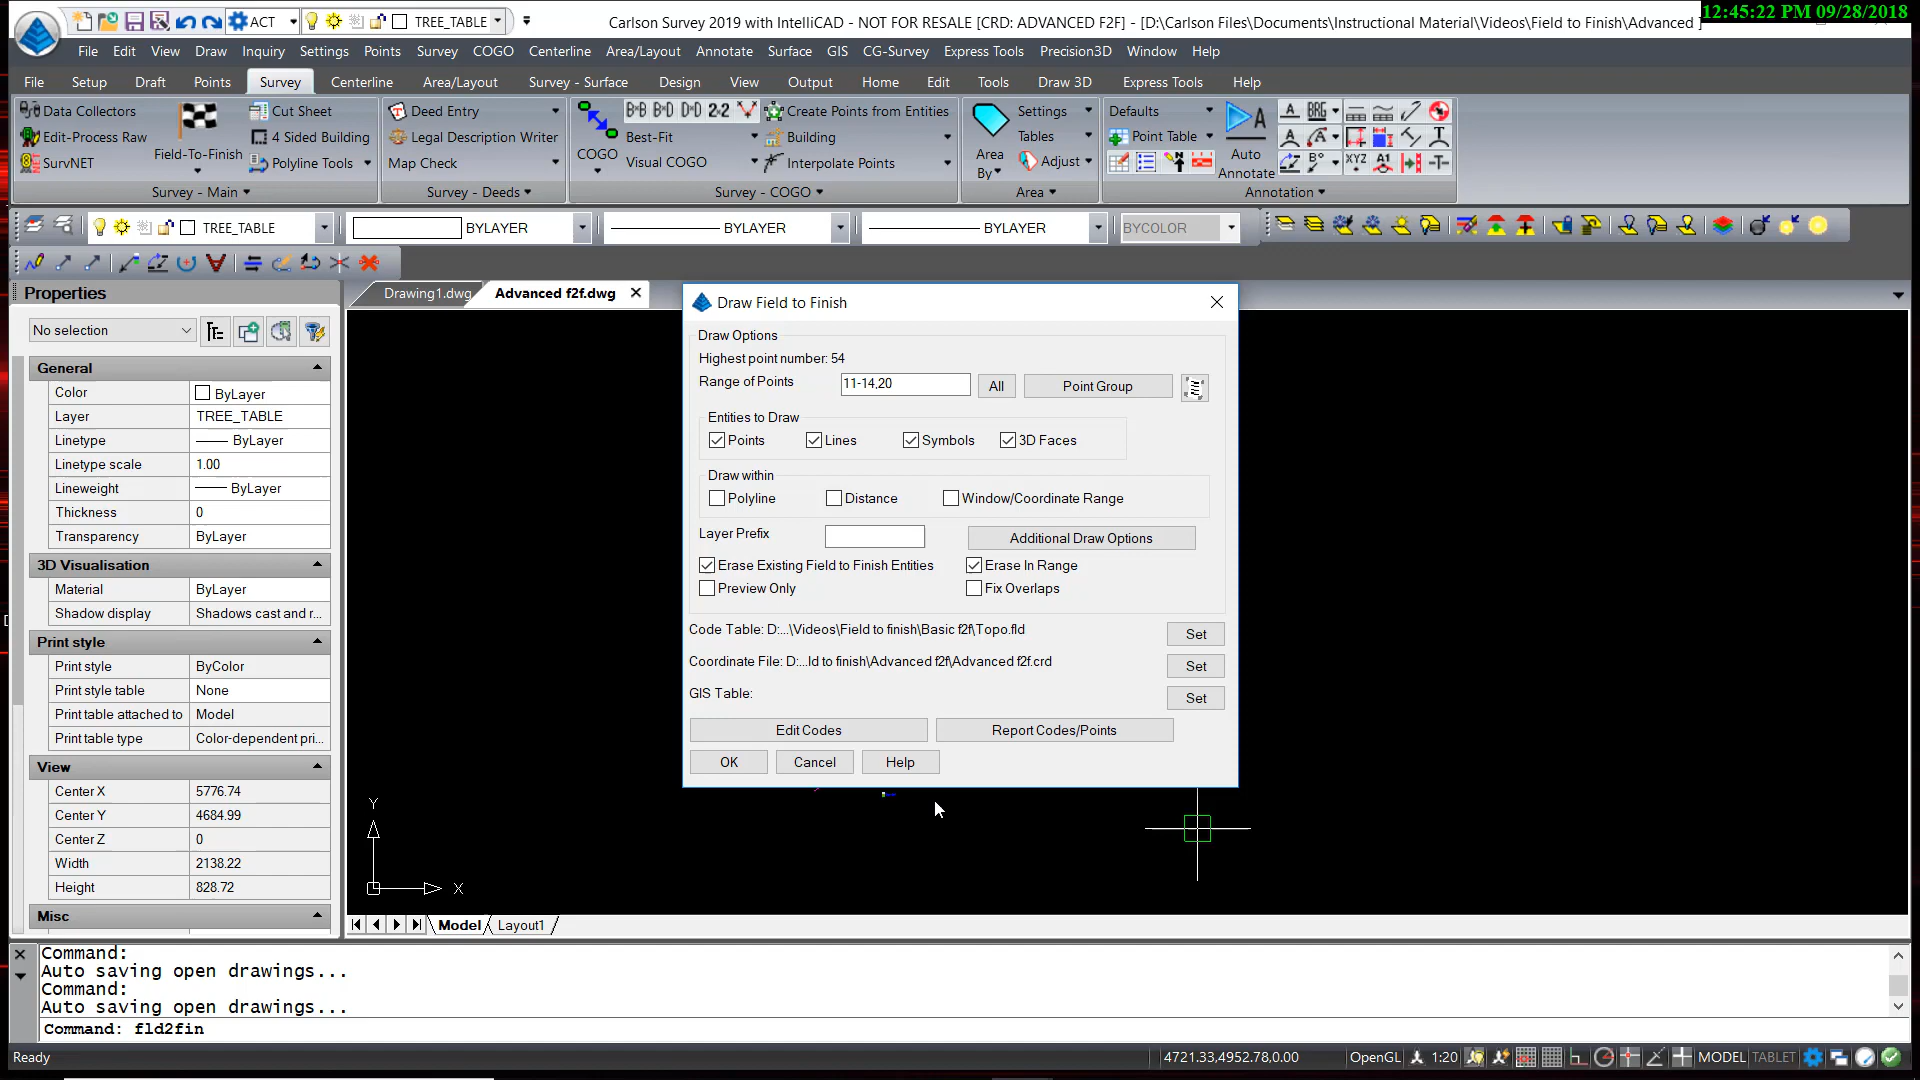 12:45:22 PM 09/28/2018
ACT
TREE_TABLE
Carlson Survey 2019 with IntelliCAD - NOT FOR RESALE [CRD: ADVANCED F2F] - [D:\Carlson Files\Documents\Instructional Material\Videos\Field to Finish\Advanced ]
File Edit View Draw Inquiry Settings Points Survey COGO Centerline Area/Layout Annotate Surface GIS CG-Survey Express Tools Precision3D Window Help
File Setup Draft Points Survey Centerline Area/Layout Survey - Surface Design View Output Home Edit Tools Draw 3D Express Tools Help
Data Collectors
Edit-Process Raw
SurvNET
Field-To-Finish
Cut Sheet
4 Sided Building
Polyline Tools
Survey - Main
Deed Entry
Legal Description Writer
Map Check
Survey - Deeds
COGO
Best-Fit
Visual COGO
Create Points from Entities
Building
Interpolate Points
Survey - COGO
Area
By
Settings
Tables
Adjust
Area
Defaults
Point Table
Auto
Annotate
BRG
XYZ
Annotation
TREE_TABLE
BYLAYER
BYLAYER
BYLAYER
BYCOLOR
Properties
No selection
General
Color ByLayer
Layer TREE_TABLE
Linetype ByLayer
Linetype scale 1.00
Lineweight ByLayer
Thickness 0
Transparency ByLayer
3D Visualisation
Material ByLayer
Shadow display Shadows cast and r...
Print style
Print style ByColor
Print style table None
Print table attached to Model
Print table type Color-dependent pri...
View
Center X 5776.74
Center Y 4684.99
Center Z 0
Width 2138.22
Height 828.72
Misc
Drawing1.dwg
Advanced f2f.dwg
Draw Field to Finish
Draw Options
Highest point number: 54
Range of Points 11-14,20 All Point Group
Entities to Draw
Points Lines Symbols 3D Faces
Draw within
Polyline Distance Window/Coordinate Range
Layer Prefix Additional Draw Options
Erase Existing Field to Finish Entities Erase In Range
Preview Only Fix Overlaps
Code Table: D:...\Videos\Field to finish\Basic f2f\Topo.fld Set
Coordinate File: D:...ld to finish\Advanced f2f\Advanced f2f.crd Set
GIS Table: Set
Edit Codes Report Codes/Points
OK Cancel Help
Y
X
Model Layout1
Command:
Auto saving open drawings...
Command:
Auto saving open drawings...
Command: fld2fin
Ready
4721.33,4952.78,0.00 OpenGL 1:20 MODEL TABLET